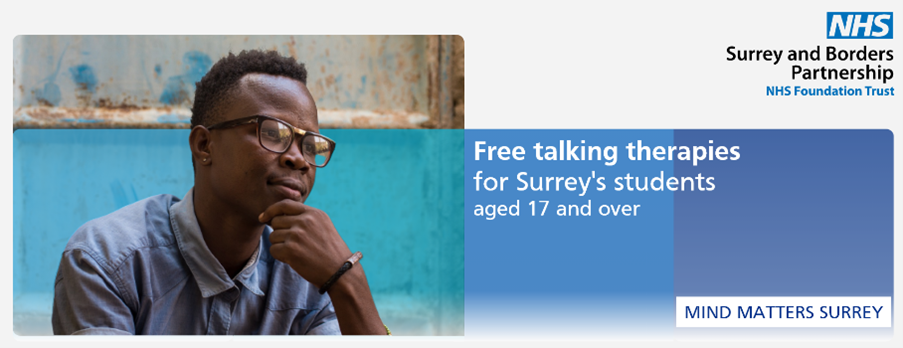 NHS
Surrey and Borders
Partnership
NHS Foundation Trust
Free talking therapies
for Surrey's students
aged 17 and over
MIND MATTERS SURREY